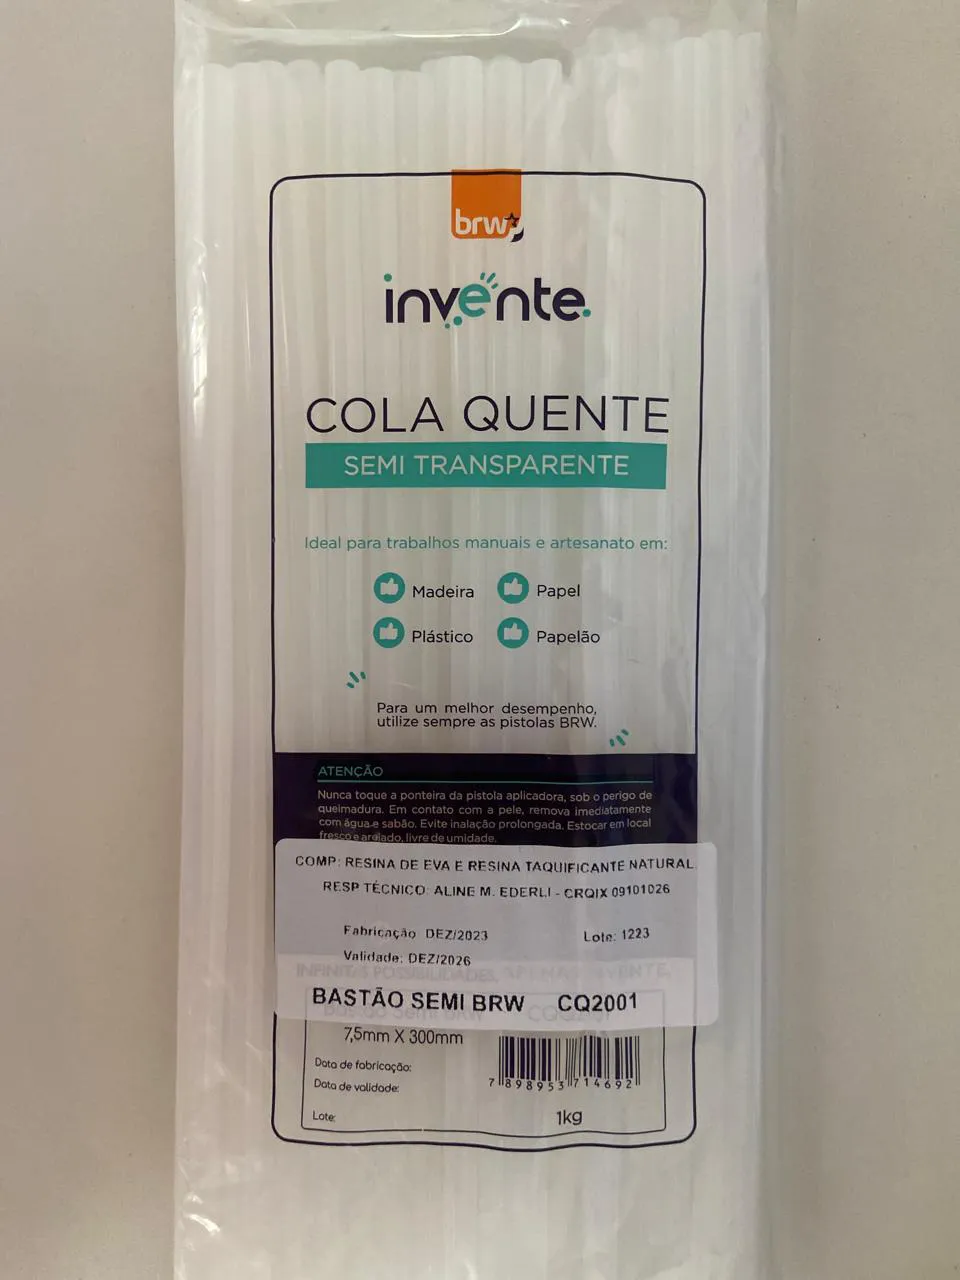 brw
invente.
COLA QUENTE
SEMI TRANSPARENTE
Ideal para trabalhos manuais e artesanato em:
Madeira Papel
Plástico Papelão
Para um melhor desempenho,
utilize sempre as pistolas BRW.
ATENÇÃO
Nunca toque a ponteira da pistola aplicadora, sob o perigo de
queimadura. Em contato com a pele, remova imediatamente
com água e sabão. Evite inalação prolongada. Estocar em local
fresco e arejado, livre de umidade.
COMP: RESINA DE EVA E RESINA TAQUIFICANTE NATURAL.
RESP TÉCNICO: ALINE M. EDERLI - CRQIX 09101026
Fabricação DEZ/2023 Lote: 1223
Validade: DEZ/2026
INFINITAS POSSIBILIDADES.
BASTÃO SEMI BRW CQ2001
7,5mm X 300mm
Data de fabricação:
Data de validade:
7 898953 714692
Lote: 1kg